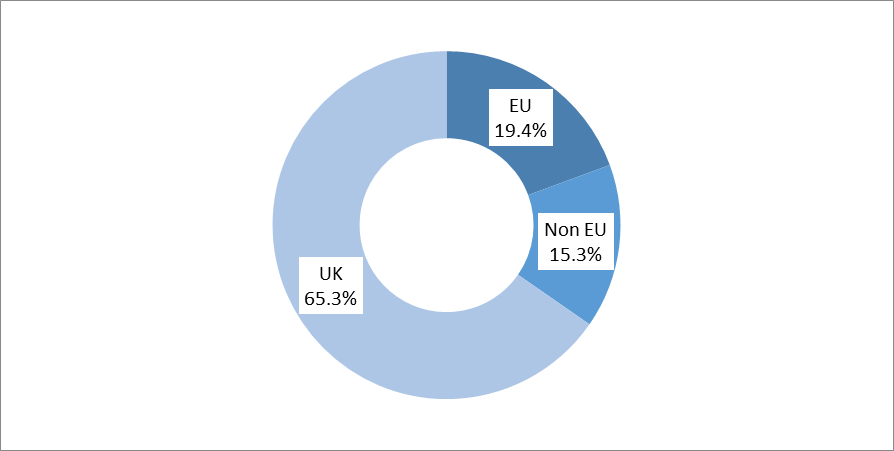 EU
19.4%
Non EU
15.3%
UK
65.3%